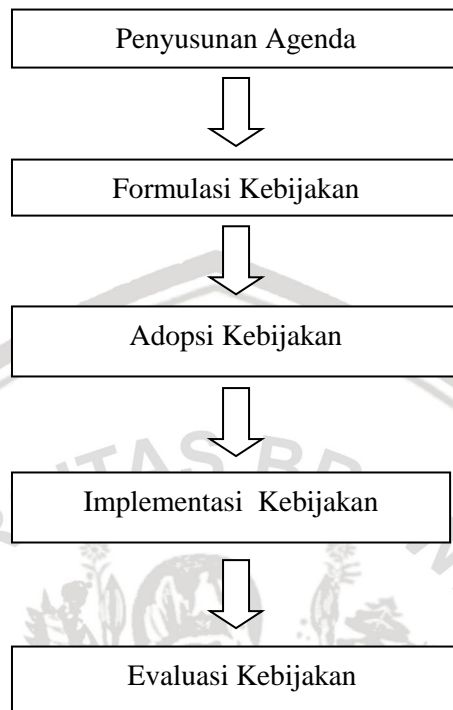 Penyusunan Agenda
Formulasi Kebijakan
Adopsi Kebijakan
Implementasi Kebijakan
Evaluasi Kebijakan